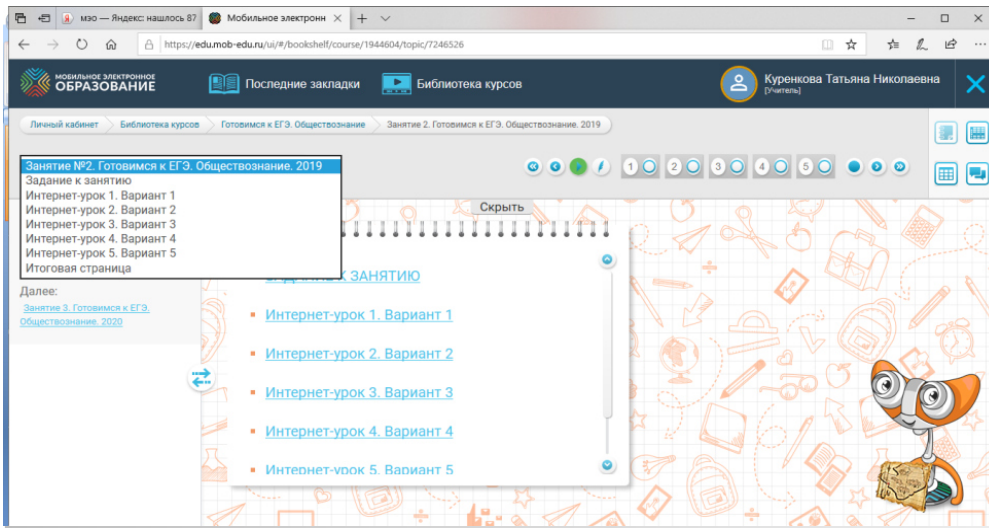 мэо — Яндекс: нашлось 87
Мобильное электронн
https://edu.mob-edu.ru/ui/#/bookshelf/course/1944604/topic/7246526
МОБИЛЬНОЕ ЭЛЕКТРОННОЕ
ОБРАЗОВАНИЕ
Последние закладки
Библиотека курсов
Куренкова Татьяна Николаевна
[Учитель]
Личный кабинет
Библиотека курсов
Готовимся к ЕГЭ. Обществознание
Занятие 2. Готовимся к ЕГЭ. Обществознание. 2019
1 2 3 4 5
Занятие №2. Готовимся к ЕГЭ. Обществознание. 2019
Задание к занятию
Интернет-урок 1. Вариант 1
Интернет-урок 2. Вариант 2
Интернет-урок 3. Вариант 3
Интернет-урок 4. Вариант 4
Интернет-урок 5. Вариант 5
Итоговая страница
Далее:
Занятие 3. Готовимся к ЕГЭ.
Обществознание. 2020
Скрыть
ЗАДАНИЕ К ЗАНЯТИЮ
Интернет-урок 1. Вариант 1
Интернет-урок 2. Вариант 2
Интернет-урок 3. Вариант 3
Интернет-урок 4. Вариант 4
Интернет-урок 5. Вариант 5